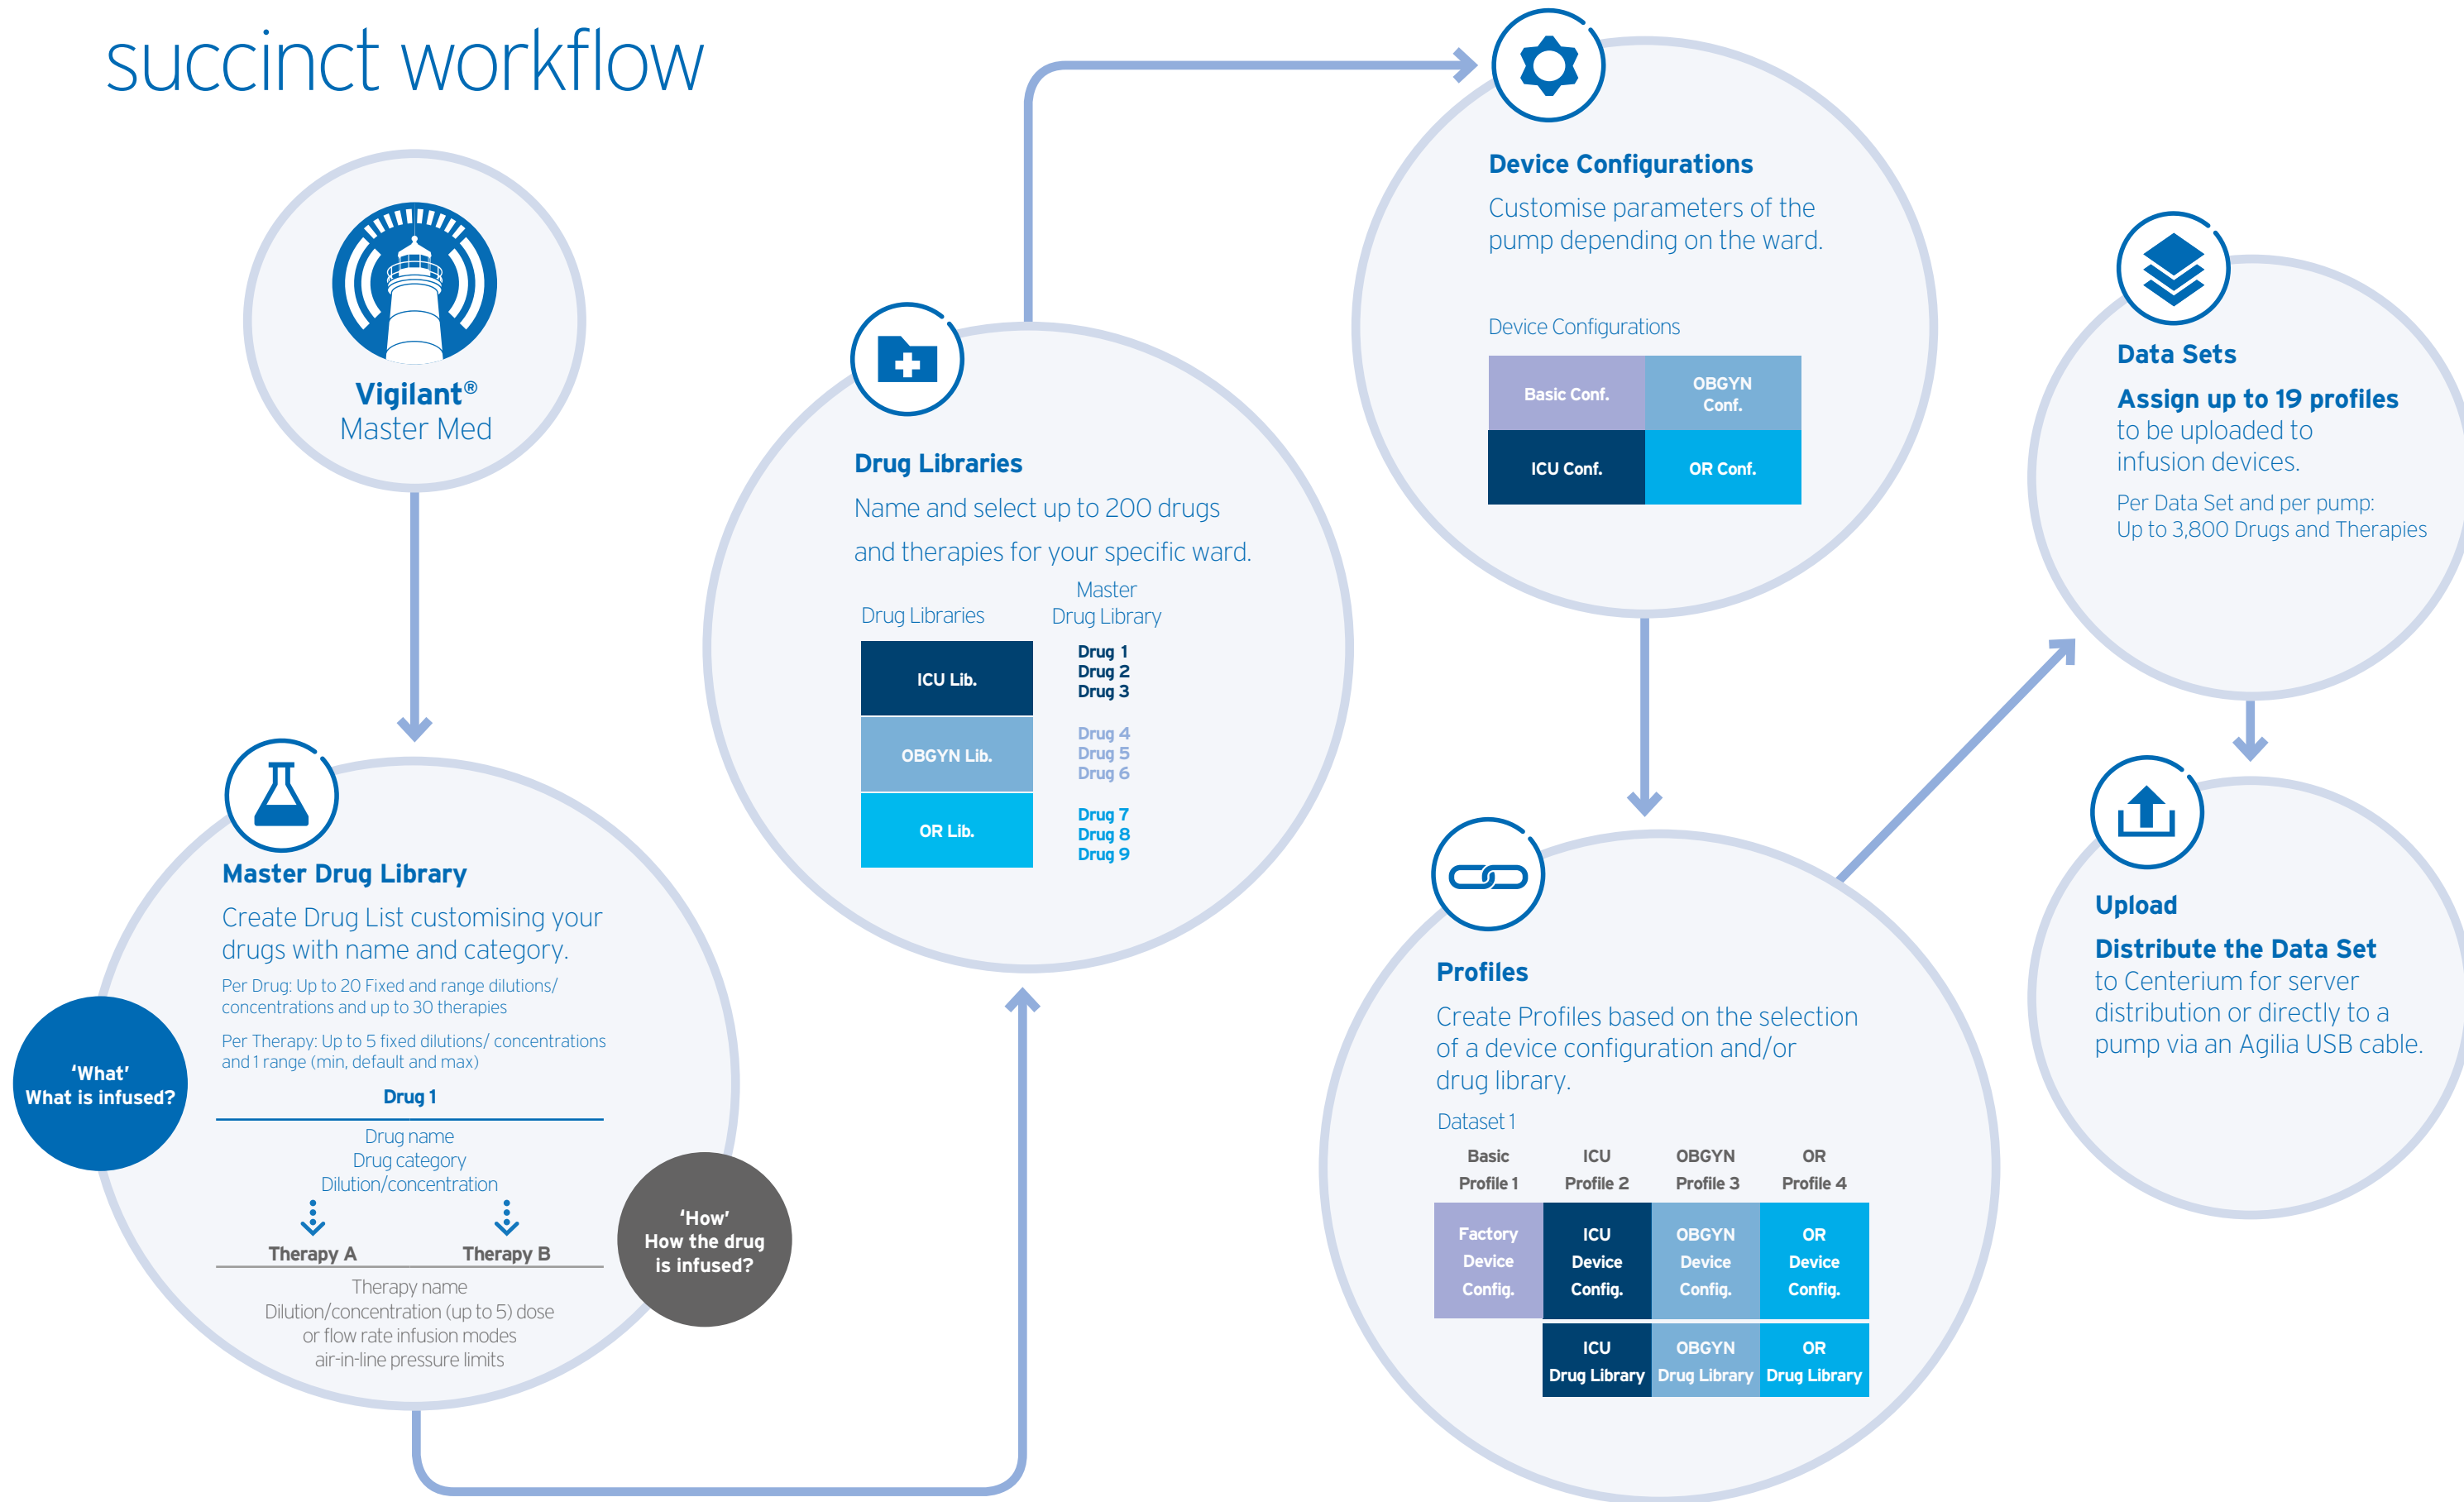 succinct workflow
Vigilant®
Master Med
Master Drug Library
Create Drug List customising your
drugs with name and category.
Per Drug: Up to 20 Fixed and range dilutions/
concentrations and up to 30 therapies
Per Therapy: Up to 5 fixed dilutions/ concentrations
and 1 range (min, default and max)
'What'
What is infused?
Drug 1
Drug name
Drug category
Dilution/concentration
Therapy A Therapy B
Therapy name
Dilution/concentration (up to 5) dose
or flow rate infusion modes
air-in-line pressure limits
'How'
How the drug
is infused?
Drug Libraries
Name and select up to 200 drugs
and therapies for your specific ward.
Drug Libraries
Master
Drug Library
ICU Lib.
Drug 1
Drug 2
Drug 3
OBGYN Lib.
Drug 4
Drug 5
Drug 6
OR Lib.
Drug 7
Drug 8
Drug 9
Device Configurations
Customise parameters of the
pump depending on the ward.
Device Configurations
Basic Conf.
OBGYN
Conf.
ICU Conf.
OR Conf.
Profiles
Create Profiles based on the selection
of a device configuration and/or
drug library.
Dataset 1
Basic ICU OBGYN OR
Profile 1 Profile 2 Profile 3 Profile 4
Factory ICU OBGYN OR
Device Device Device Device
Config. Config. Config. Config.
ICU OBGYN OR
Drug Library Drug Library Drug Library
Data Sets
Assign up to 19 profiles
to be uploaded to
infusion devices.
Per Data Set and per pump:
Up to 3,800 Drugs and Therapies
Upload
Distribute the Data Set
to Centerium for server
distribution or directly to a
pump via an Agilia USB cable.